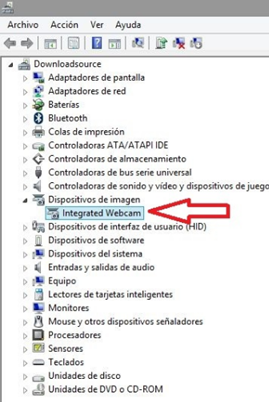 Archivo Acción Ver Ayuda
Downloadsource
Adaptadores de pantalla
Adaptadores de red
Baterías
Bluetooth
Colas de impresión
Controladoras ATA/ATAPI IDE
Controladoras de almacenamiento
Controladoras de bus serie universal
Controladoras de sonido y vídeo y dispositivos de juego
Dispositivos de imagen
Integrated Webcam
Dispositivos de interfaz de usuario (HID)
Dispositivos de software
Dispositivos del sistema
Entradas y salidas de audio
Equipo
Lectores de tarjetas inteligentes
Monitores
Mouse y otros dispositivos señaladores
Procesadores
Sensores
Teclados
Unidades de disco
Unidades de DVD o CD-ROM